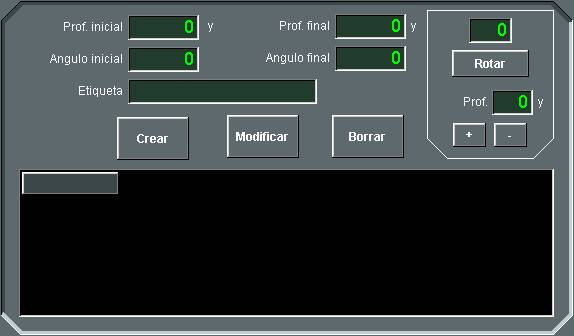 Prof. inicial 0 y Prof. final 0 y 0
Angulo inicial 0 Angulo final 0 Rotar
Etiqueta Prof. 0 y
Crear Modificar Borrar + -